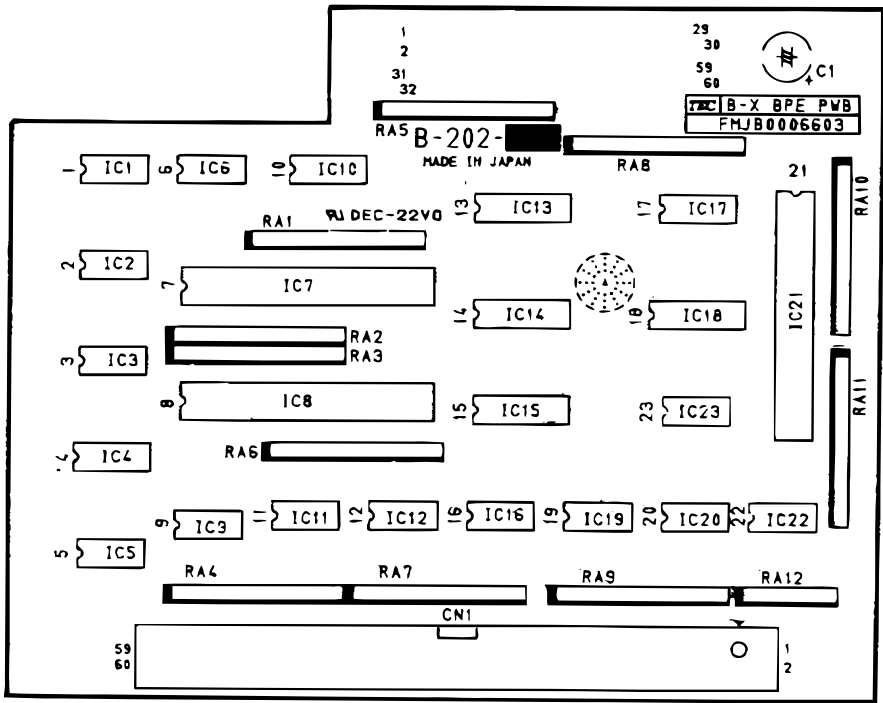 1
2
31
32
29
30
59
60
C1
TEC B-X BPE PWB
FMJB0006603
RA5
B-202-
MADE IN JAPAN
RA8
1 IC1
6 IC6
10 IC10
21
RA10
13 IC13
17 IC17
RA1
DEC-22V0
2 IC2
7 IC7
14 IC14
18 IC18
IC21
RA2
RA3
3 IC3
8 IC8
15 IC15
23 IC23
RA11
4 IC4
RA6
9 IC9
11 IC11
12 IC12
16 IC16
19 IC19
20 IC20
22 IC22
5 IC5
RA4
RA7
RA9
RA12
CN1
59
60
1
2